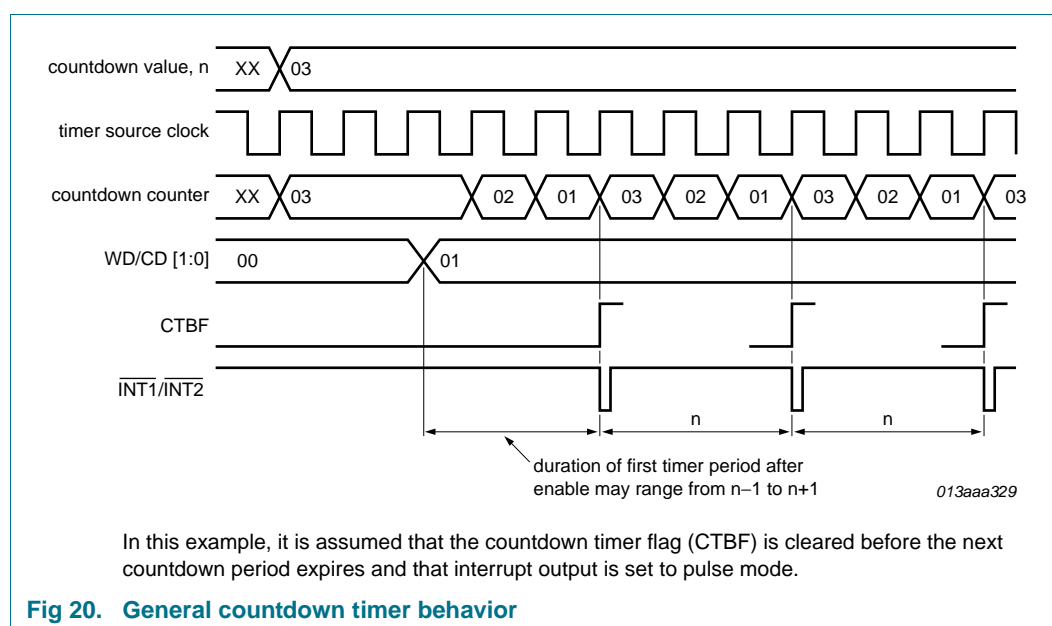 countdown value, n XX 03
timer source clock
countdown counter XX 03 02 01 03 02 01 03 02 01 03
WD/CD [1:0] 00 01
CTBF
INT1/INT2
n n
duration of first timer period after
enable may range from n−1 to n+1
013aaa329
In this example, it is assumed that the countdown timer flag (CTBF) is cleared before the next
countdown period expires and that interrupt output is set to pulse mode.
Fig 20. General countdown timer behavior